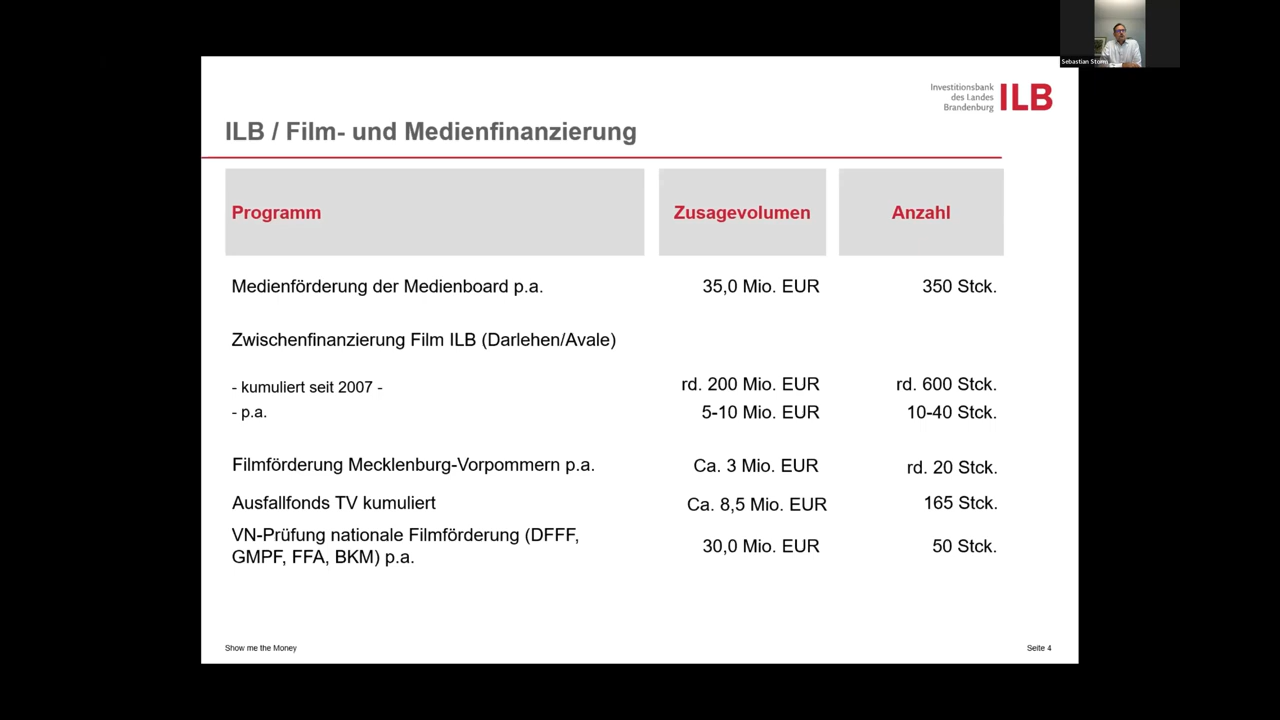 Sebastian Storm
Investitionsbank
des Landes
Brandenburg
ILB
ILB / Film- und Medienfinanzierung
Programm Zusagevolumen Anzahl
Medienförderung der Medienboard p.a. 35,0 Mio. EUR 350 Stck.
Zwischenfinanzierung Film ILB (Darlehen/Avale)
- kumuliert seit 2007 - rd. 200 Mio. EUR rd. 600 Stck.
- p.a. 5-10 Mio. EUR 10-40 Stck.
Filmförderung Mecklenburg-Vorpommern p.a. Ca. 3 Mio. EUR rd. 20 Stck.
Ausfallfonds TV kumuliert Ca. 8,5 Mio. EUR 165 Stck.
VN-Prüfung nationale Filmförderung (DFFF,
GMPF, FFA, BKM) p.a. 30,0 Mio. EUR 50 Stck.
Show me the Money Seite 4